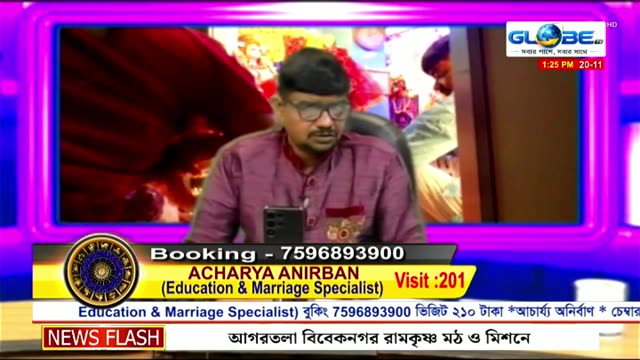 GLOBE TV HD
সবার পাশে, সবার সাথে
1:25 PM 20-11
Booking - 7596893900
ACHARYA ANIRBAN
(Education & Marriage Specialist)
Visit :201
Education & Marriage Specialist) বুকিং 7596893900 ভিজিট ২১০ টাকা *আচার্য্য অনির্বাণ * চেম্বার
NEWS FLASH
আগরতলা বিবেকনগর রামকৃষ্ণ মঠ ও মিশনে